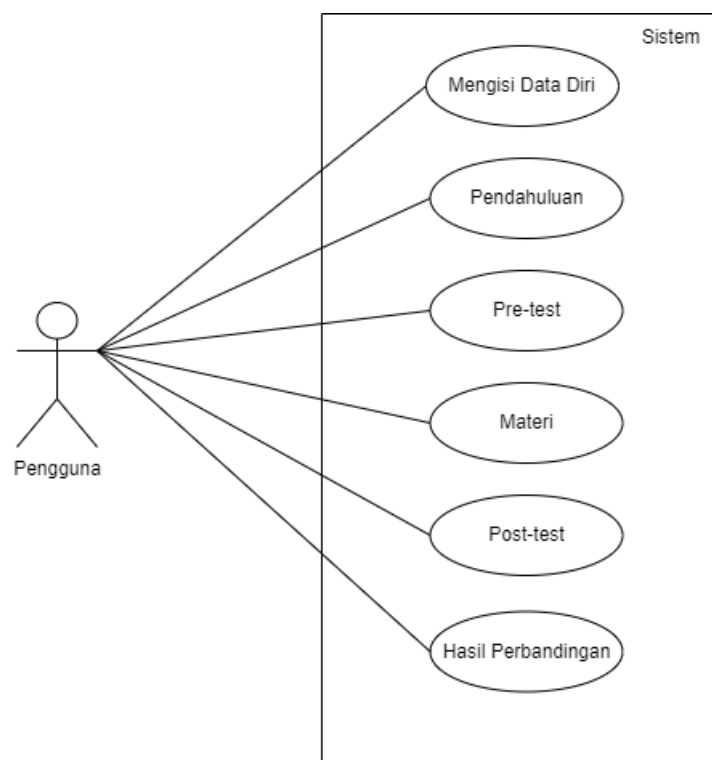 Sistem
Mengisi Data Diri
Pendahuluan
Pre-test
Materi
Pengguna
Post-test
Hasil Perbandingan